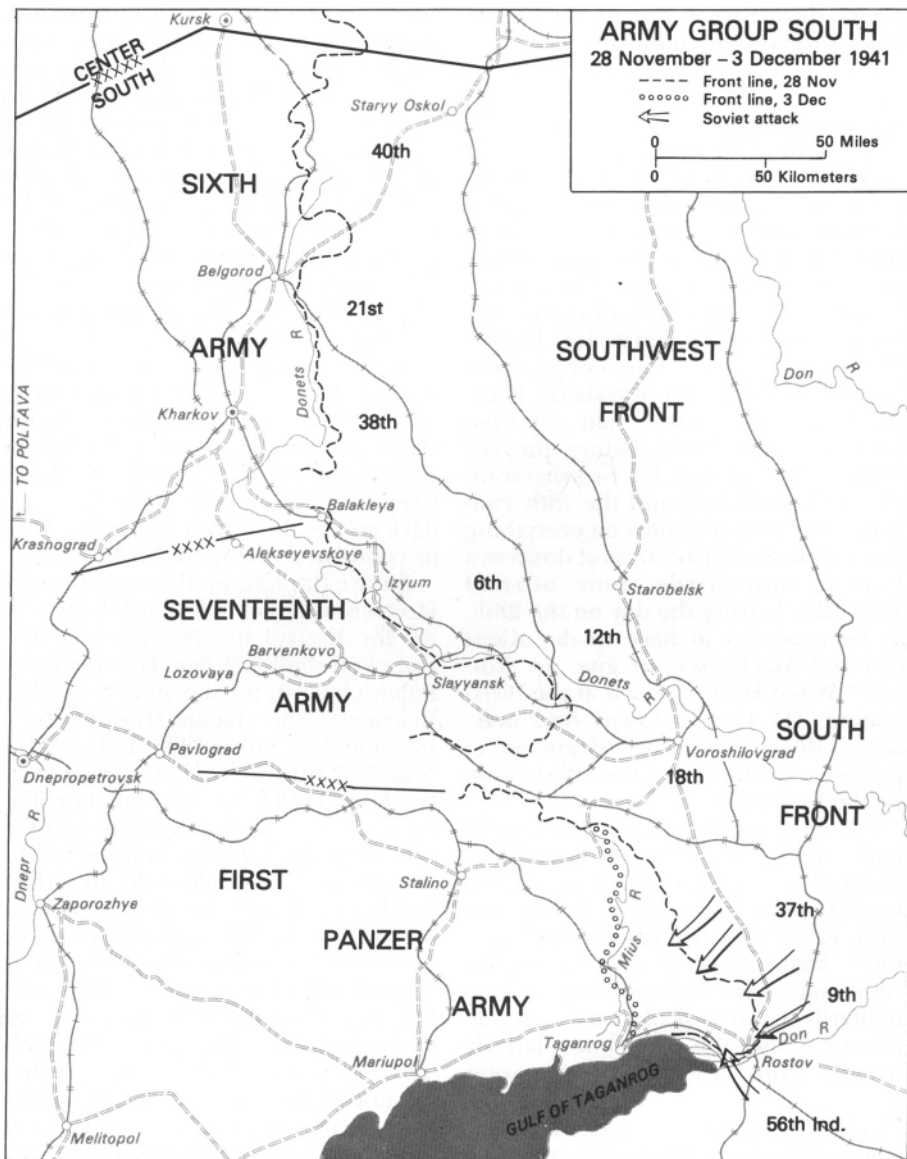 ARMY GROUP SOUTH
28 November – 3 December 1941
Front line, 28 Nov
Front line, 3 Dec
Soviet attack
0 50 Miles
0 50 Kilometers
Kursk
CENTER
XXXXX
SOUTH
Staryy Oskol
40th
SIXTH
Belgorod
21st
ARMY
SOUTHWEST
Donets R
Don R
FRONT
TO POLTAVA
Kharkov
38th
Balakleya
Krasnograd
XXXX
Alekseyevskoye
Izyum
6th
Starobelsk
SEVENTEENTH
12th
Barvenkovo
Lozovaya
Slavyansk
Donets R
ARMY
SOUTH
Pavlograd
Voroshilovgrad
Dnepropetrovsk
XXXX
18th
FRONT
Dnepr R
FIRST
Stalino
Zaporozhye
Mius R
37th
PANZER
9th
ARMY
Don R
Taganrog
Rostov
Mariupol
GULF OF TAGANROG
56th Ind.
Melitopol